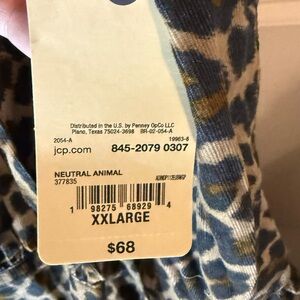 Distributed in the U.S. by Penney OpCo LLC
Plano, Texas 75024-3698 BR-02-054-A
2054-A 19963-6
jcp.com 845-2079 0307
NEUTRAL ANIMAL
377835
1 98275 68929 4
XXLARGE
$68